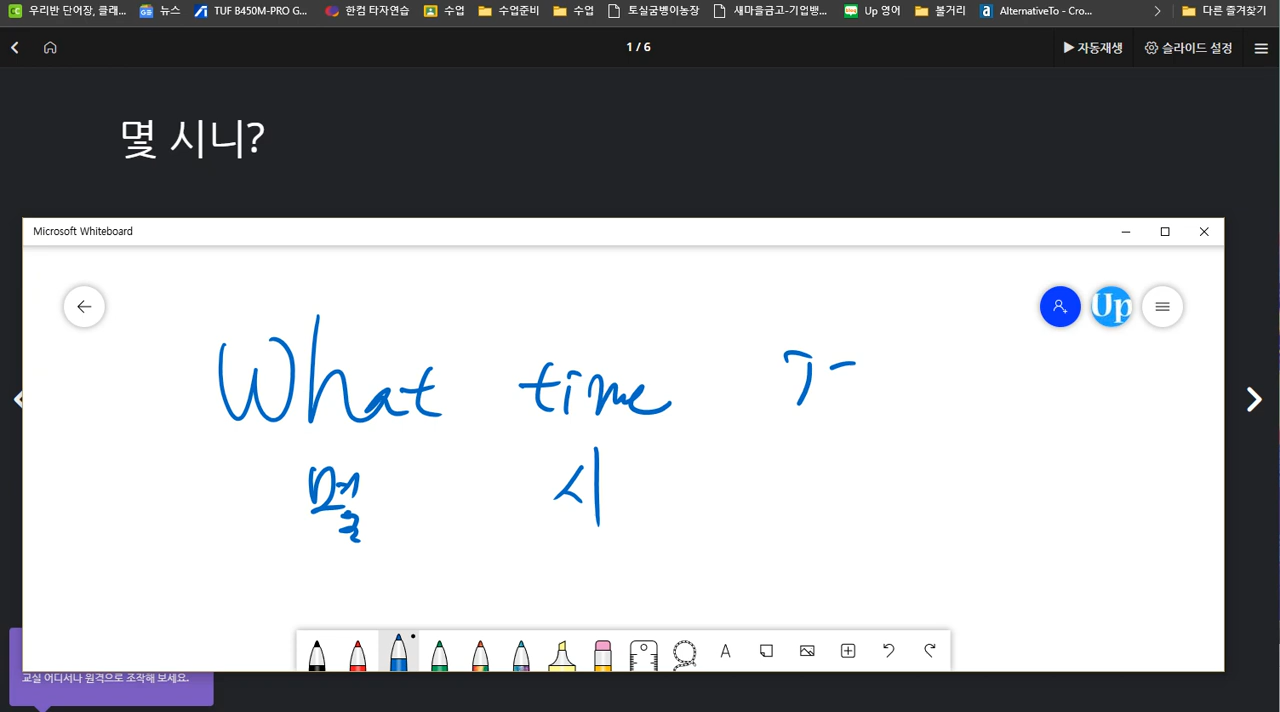 우리반 단어장, 클래... 뉴스 TUF B450M-PRO G... 한컴 타자연습 수업 수업준비 수업 토실굼벵이농장 새마을금고-기업뱅... Up 영어 볼거리 AlternativeTo - Cro... 다른 즐겨찾기
1 / 6 자동재생 슬라이드 설정
몇 시니?
Microsoft Whiteboard
Up
What time
몇 시
교실 어디서나 원격으로 조작해 보세요.